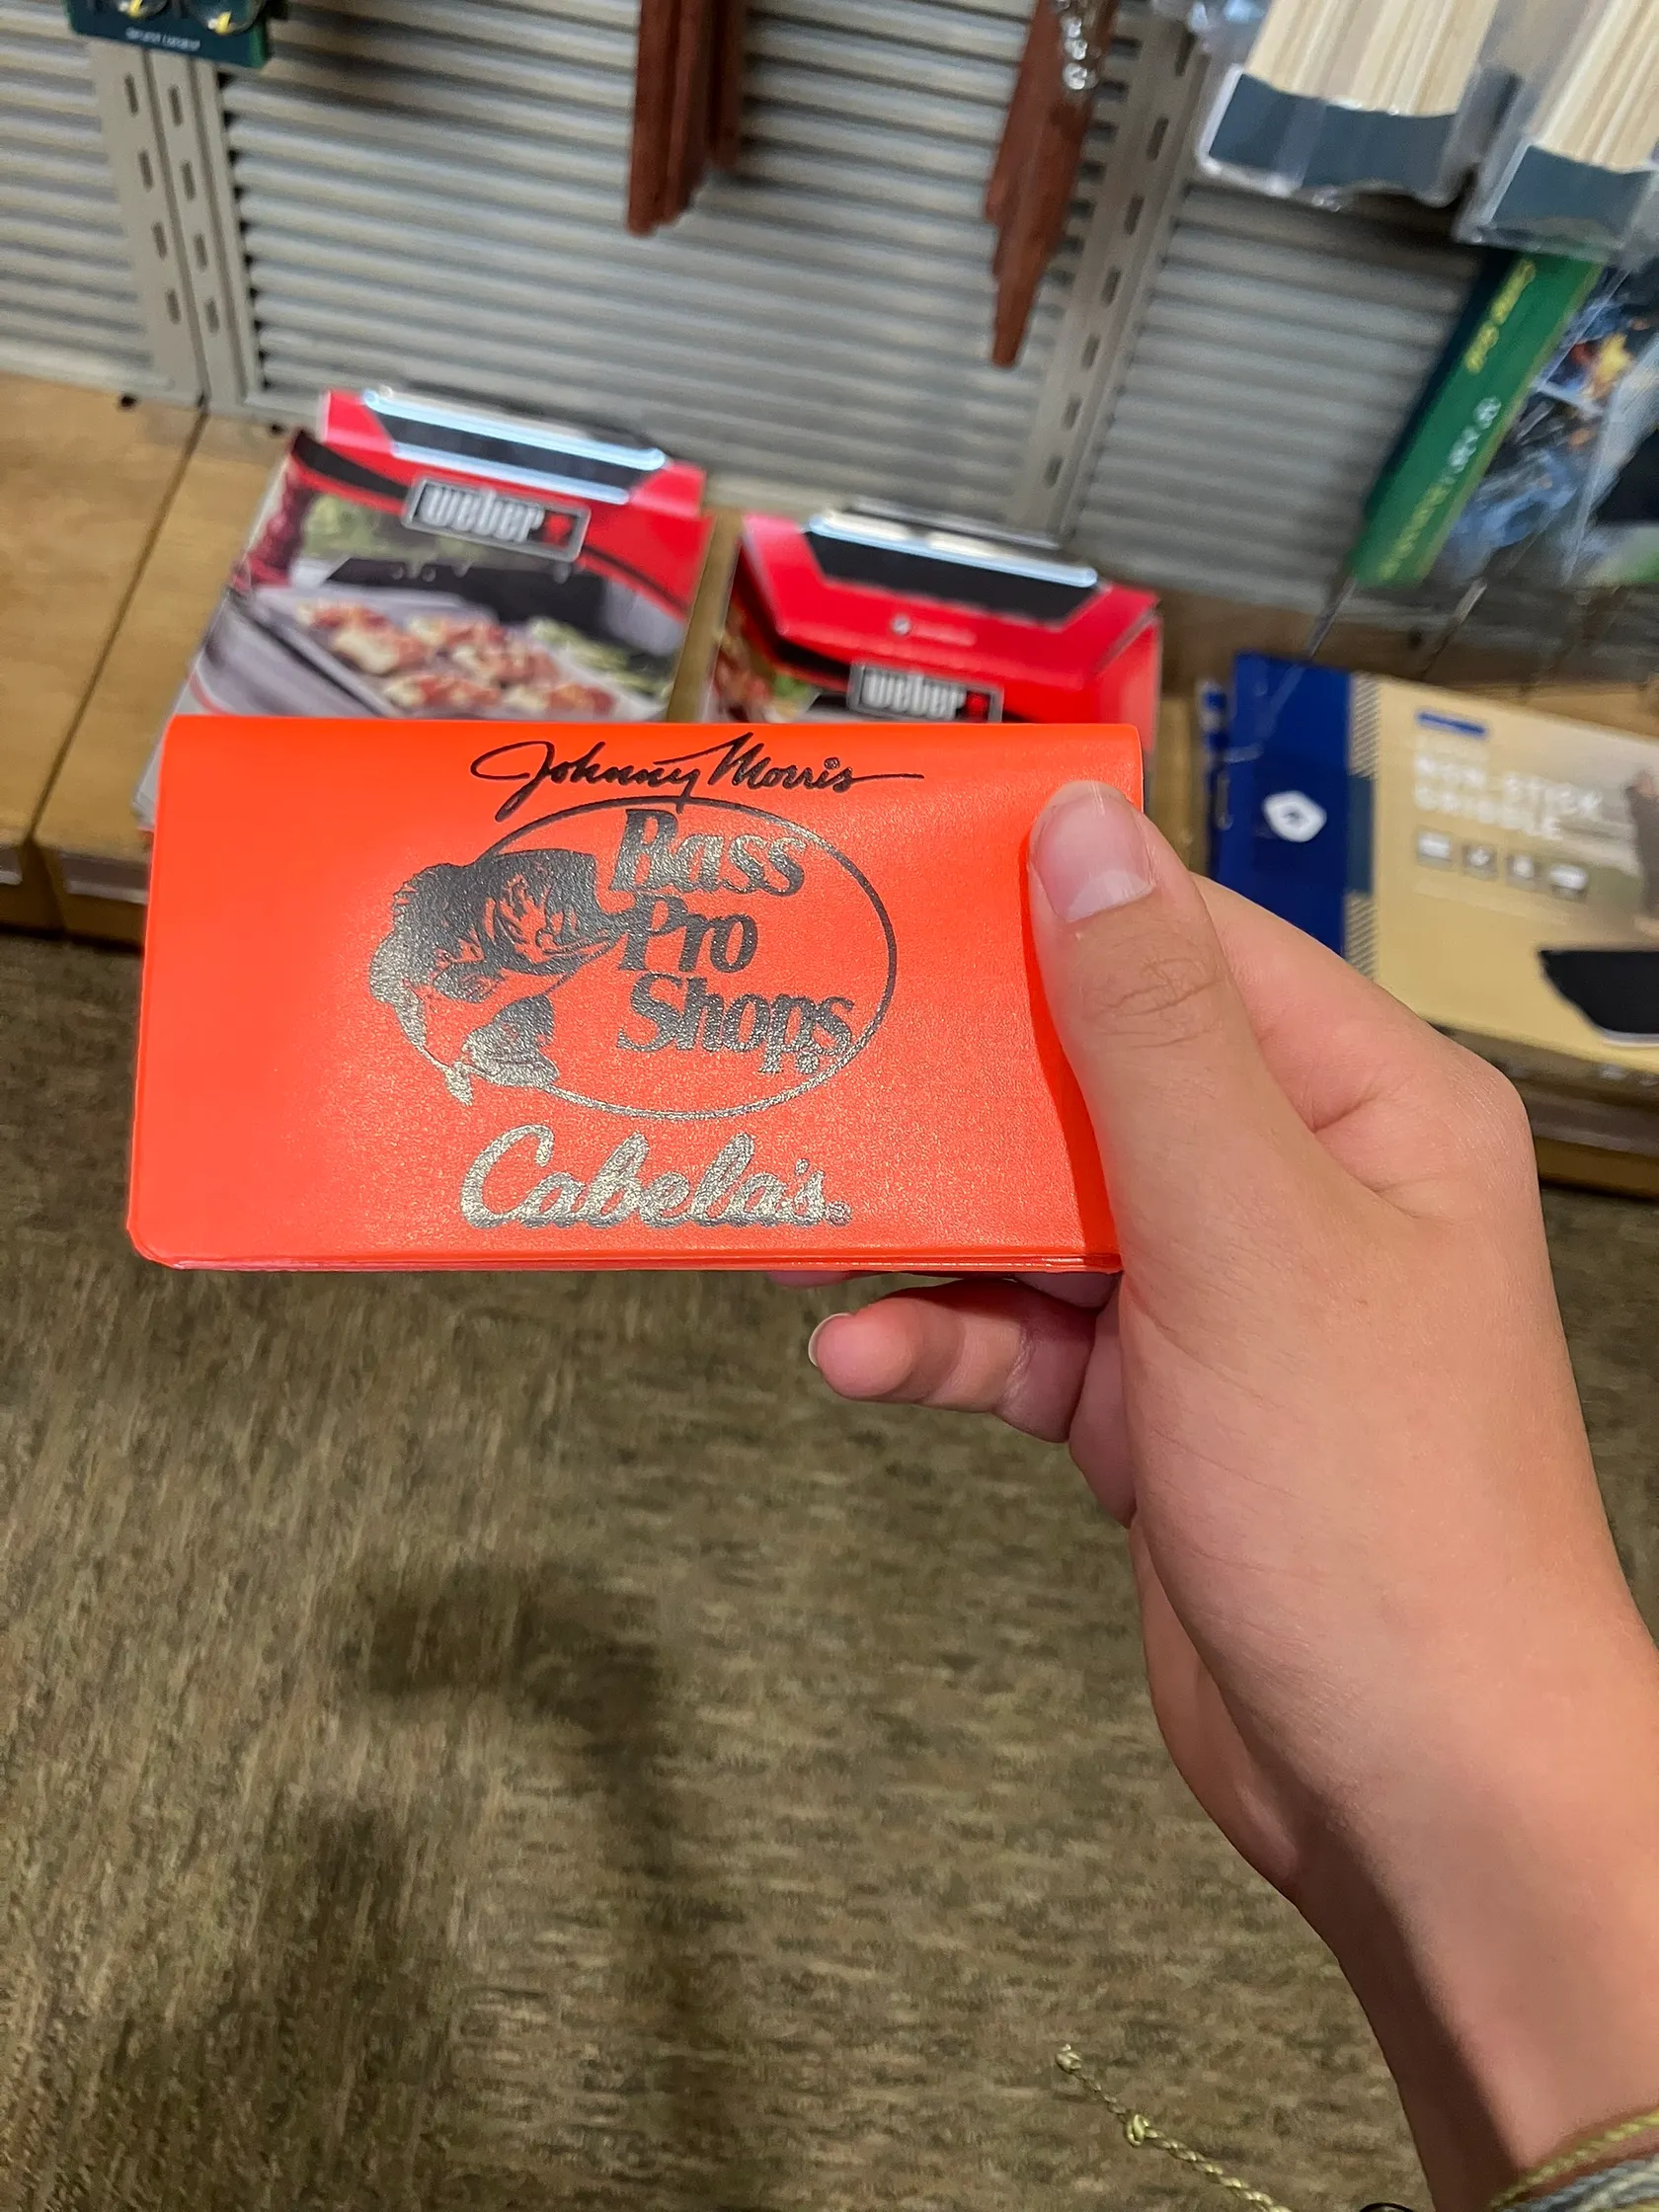 weber
weber
Johnny Morris
Bass
Pro
Shops®
Cabela's®
NON-STICK
GRIDDLE